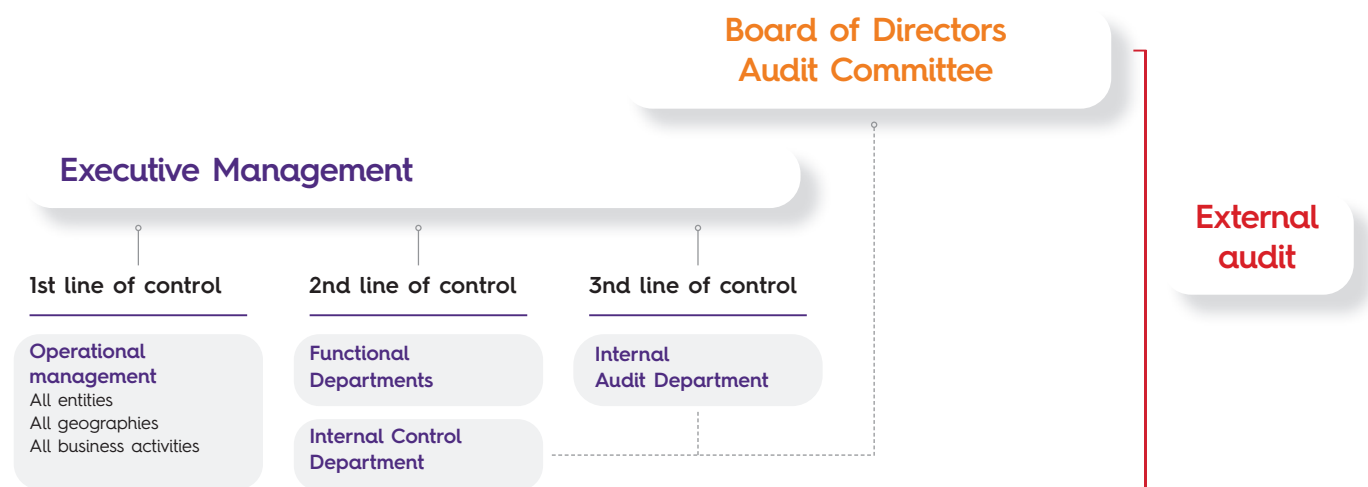 Board of Directors
Audit Committee
Executive Management
External
audit
1st line of control
2nd line of control
3nd line of control
Operational
management
All entities
All geographies
All business activities
Functional
Departments
Internal Control
Department
Internal
Audit Department